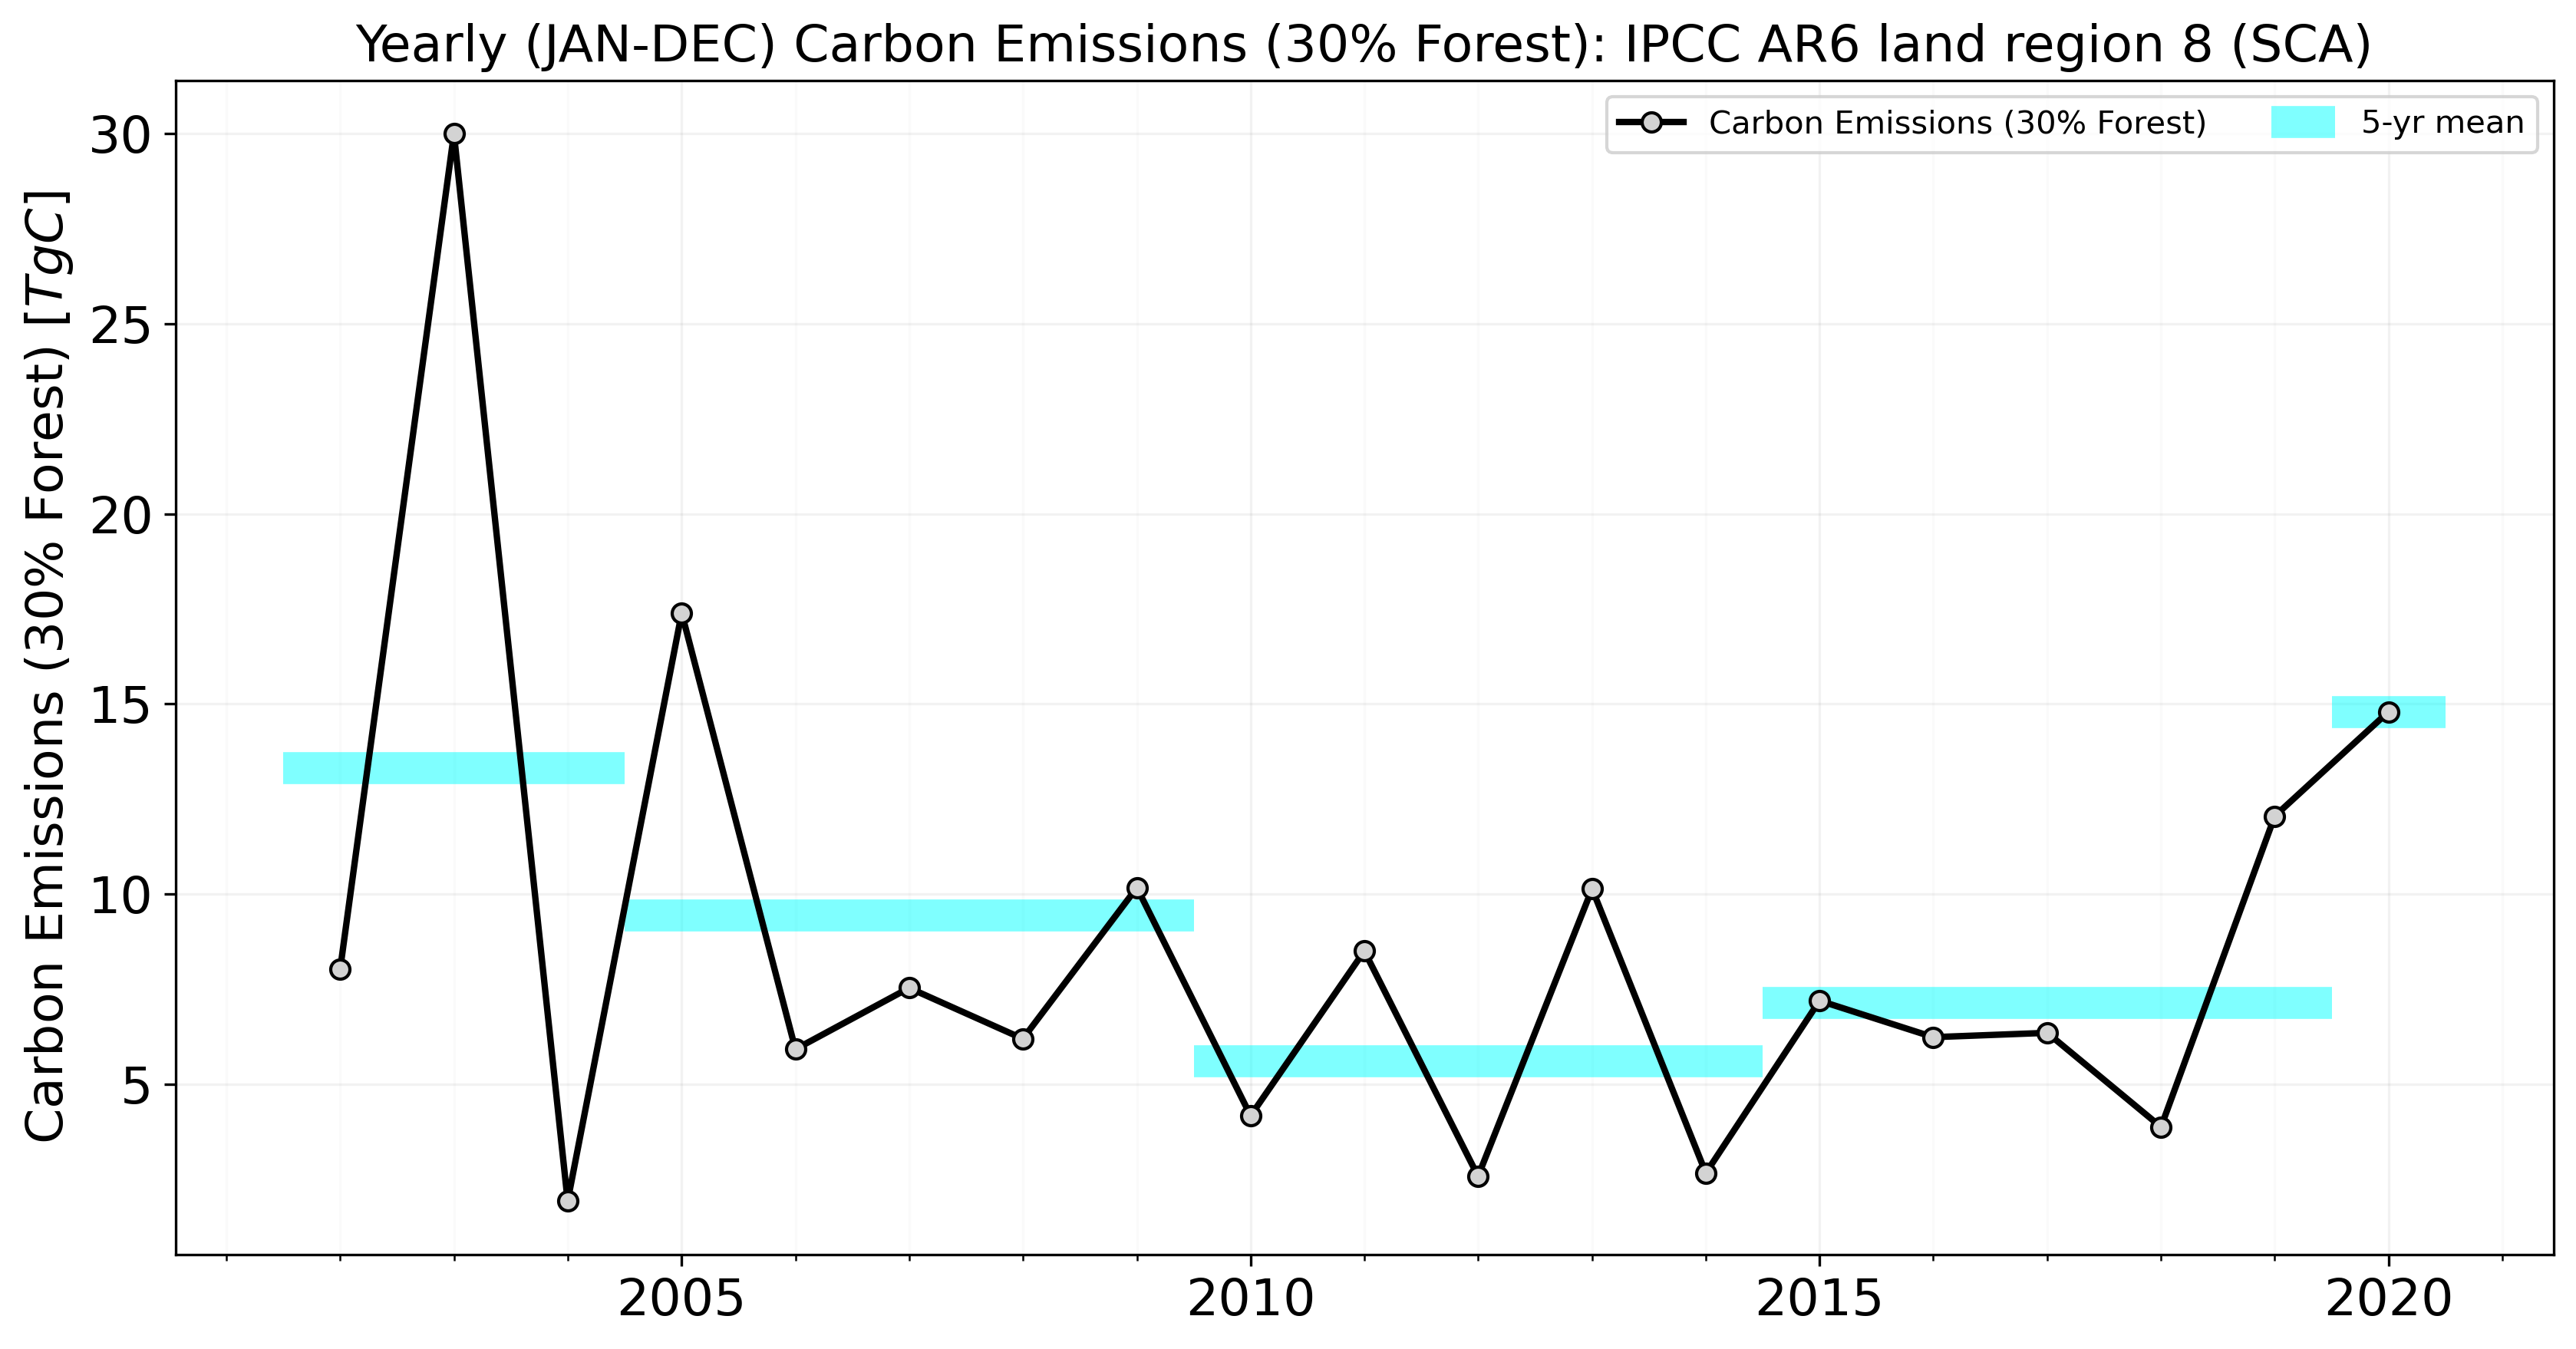 Yearly (JAN-DEC) Carbon Emissions (30% Forest): IPCC AR6 land region 8 (SCA)
Carbon Emissions (30% Forest)
5-yr mean
Carbon Emissions (30% Forest) [TgC]
30
25
20
15
10
5
2005
2010
2015
2020